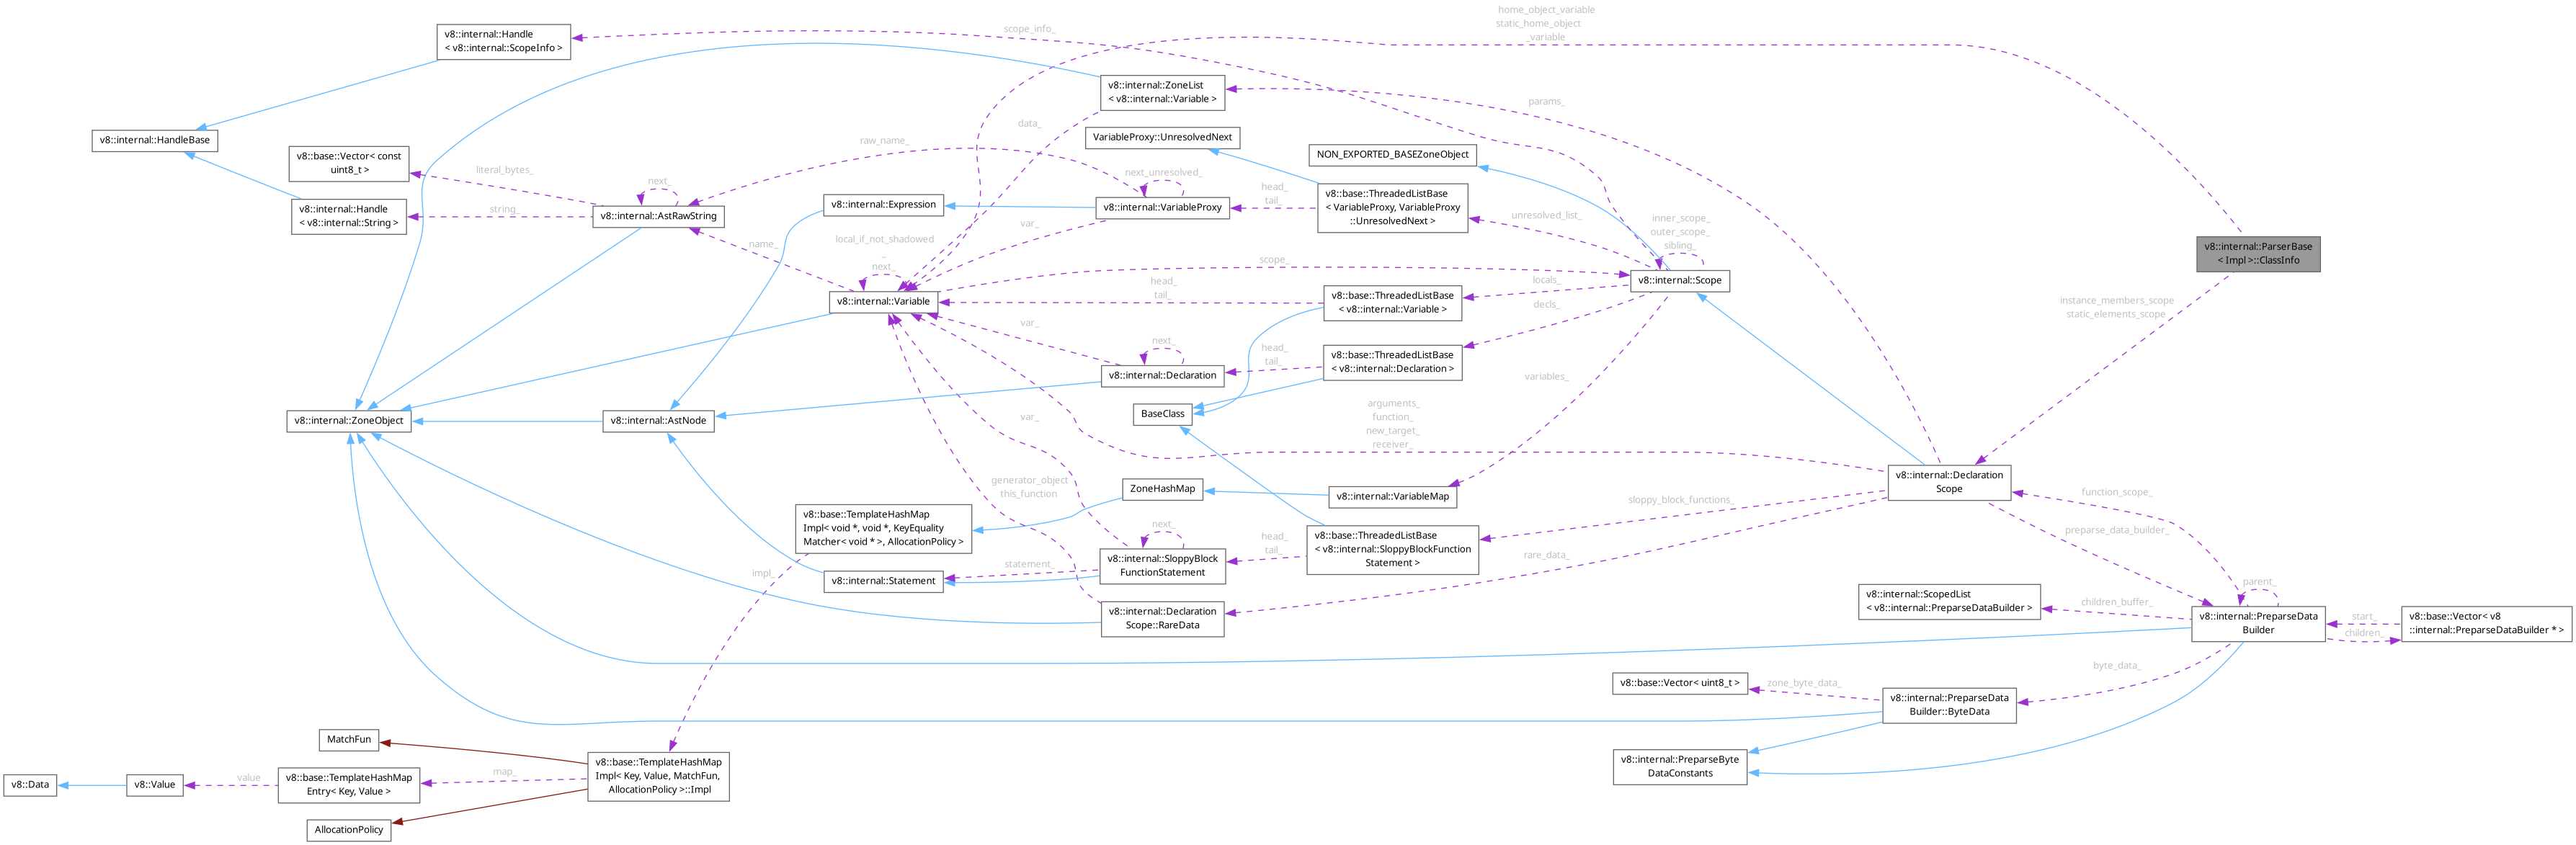 home_object_variable
static_home_object
_variable
v8::internal::Handle
< v8::internal::ScopeInfo >
scope_info_
v8::internal::ZoneList
< v8::internal::Variable >
params_
data_
v8::internal::HandleBase
VariableProxy::UnresolvedNext
raw_name_
NON_EXPORTED_BASEZoneObject
v8::base::Vector< const
uint8_t >
literal_bytes_
next_
next_unresolved_
head_
tail_
v8::base::ThreadedListBase
< VariableProxy, VariableProxy
::UnresolvedNext >
v8::internal::Handle
< v8::internal::String >
string_
v8::internal::AstRawString
v8::internal::Expression
v8::internal::VariableProxy
unresolved_list_
inner_scope_
outer_scope_
sibling_
v8::internal::ParserBase
< Impl >::ClassInfo
name_
local_if_not_shadowed
_
next_
var_
scope_
v8::internal::Scope
v8::internal::Variable
head_
tail_
v8::base::ThreadedListBase
< v8::internal::Variable >
locals_
decls_
instance_members_scope
static_elements_scope
var_
next_
head_
tail_
v8::base::ThreadedListBase
< v8::internal::Declaration >
v8::internal::Declaration
variables_
v8::internal::ZoneObject
v8::internal::AstNode
var_
BaseClass
arguments_
function_
new_target_
receiver_
generator_object
this_function
ZoneHashMap
v8::internal::VariableMap
v8::internal::Declaration
Scope
sloppy_block_functions_
function_scope_
preparse_data_builder_
v8::base::TemplateHashMap
Impl< void *, void *, KeyEquality
Matcher< void * >, AllocationPolicy >
next_
head_
tail_
v8::base::ThreadedListBase
< v8::internal::SloppyBlockFunction
Statement >
rare_data_
impl_
v8::internal::Statement
statement_
v8::internal::SloppyBlock
FunctionStatement
v8::internal::Declaration
Scope::RareData
v8::internal::ScopedList
< v8::internal::PreparseDataBuilder >
children_buffer_
parent_
v8::internal::PreparseData
Builder
start_
children_
v8::base::Vector< v8
::internal::PreparseDataBuilder * >
byte_data_
v8::base::Vector< uint8_t >
zone_byte_data_
v8::internal::PreparseData
Builder::ByteData
v8::internal::PreparseByte
DataConstants
MatchFun
v8::Data
v8::Value
value
v8::base::TemplateHashMap
Entry< Key, Value >
map_
v8::base::TemplateHashMap
Impl< Key, Value, MatchFun,
AllocationPolicy >::Impl
AllocationPolicy